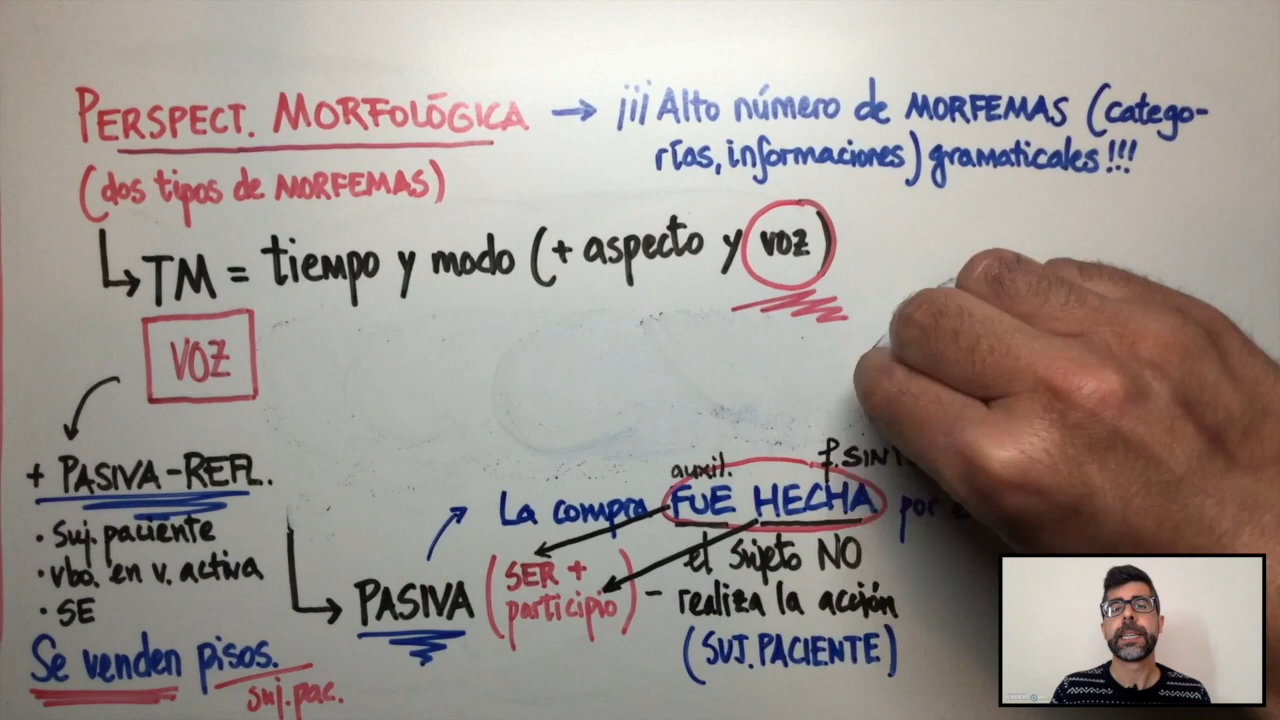 PERSPECT. MORFOLÓGICA → ¡¡¡Alto número de MORFEMAS (catego-
rías, informaciones) gramaticales!!!
(dos tipos de MORFEMAS)
TM = tiempo y modo (+ aspecto y voz)
VOZ
+ PASIVA-REFL.
• suj. paciente
• vbo. en v. activa
• SE
Se venden pisos.
suj. pac.
auxil.
La compra FUE HECHA por
PASIVA (SER +
participio)
- el sujeto NO
realiza la acción
(SUJ. PACIENTE)